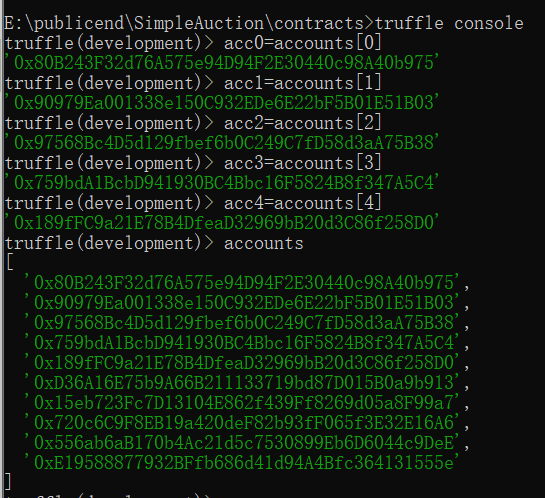 E:\publicend\SimpleAuction\contracts>truffle console
truffle(development)> acc0=accounts[0]
'0x80B243F32d76A575e94D94F2E30440c98A40b975'
truffle(development)> acc1=accounts[1]
'0x90979Ea001338e150C932EDe6E22bF5B01E51B03'
truffle(development)> acc2=accounts[2]
'0x97568Bc4D5d129fbef6b0C249C7fD58d3aA75B38'
truffle(development)> acc3=accounts[3]
'0x759bdA1BcbD941930BC4Bbc16F5824B8f347A5C4'
truffle(development)> acc4=accounts[4]
'0x189fFC9a21E78B4DfeaD32969bB20d3C86f258D0'
truffle(development)> accounts
[
'0x80B243F32d76A575e94D94F2E30440c98A40b975',
'0x90979Ea001338e150C932EDe6E22bF5B01E51B03',
'0x97568Bc4D5d129fbef6b0C249C7fD58d3aA75B38',
'0x759bdA1BcbD941930BC4Bbc16F5824B8f347A5C4',
'0x189fFC9a21E78B4DfeaD32969bB20d3C86f258D0',
'0xD36A16E75b9A66B211133719bd87D015B0a9b913',
'0x15eb723Fc7D13104E862f439Ff8269d05a8F99a7',
'0x720c6C9F8EB19a420deF82b93fF065f3E32E16A6',
'0x556ab6aB170b4Ac21d5c7530899Eb6D6044c9DeE',
'0xE19588877932BFfb686d41d94A4Bfc364131555e'
]
truffle(development)>